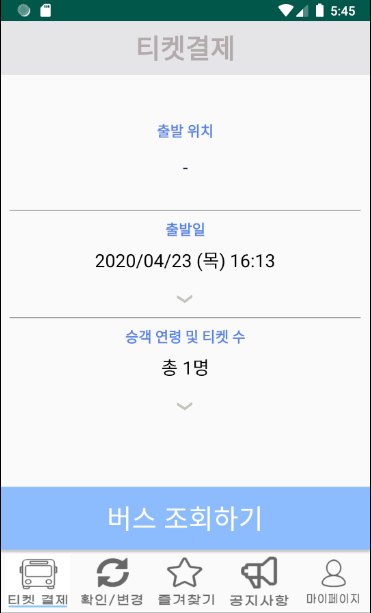 5:45
티켓결제
출발 위치
-
출발일
2020/04/23 (목) 16:13
승객 연령 및 티켓 수
총 1명
버스 조회하기
티켓 결제 확인/변경 즐겨찾기 공지사항 마이페이지